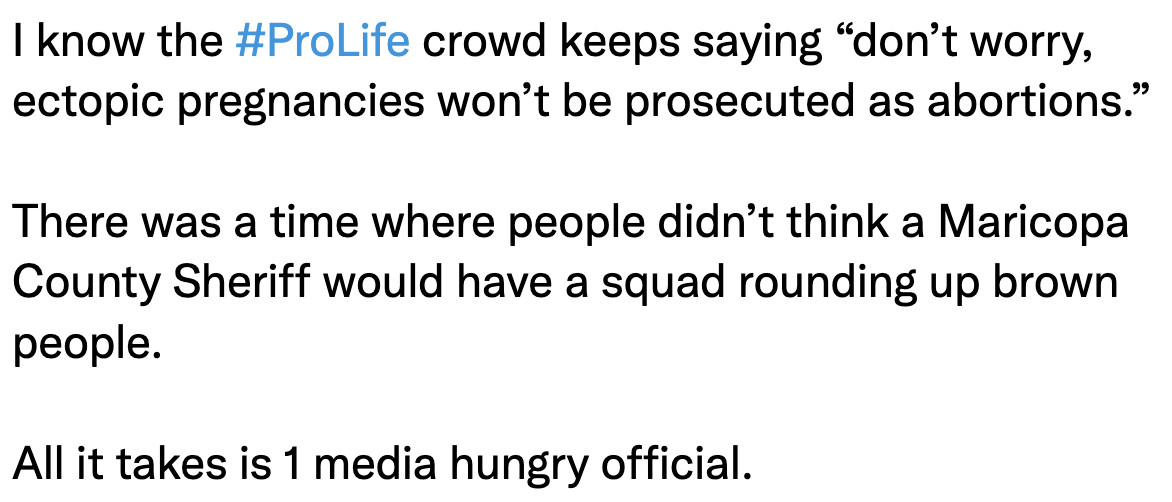 I know the #ProLife crowd keeps saying “don’t worry,
ectopic pregnancies won’t be prosecuted as abortions.”
There was a time where people didn’t think a Maricopa
County Sheriff would have a squad rounding up brown
people.
All it takes is 1 media hungry official.